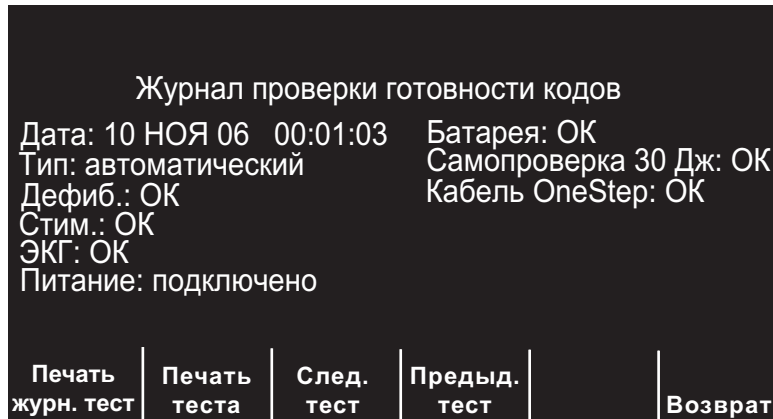 Журнал проверки готовности кодов
Дата: 10 НОЯ 06 00:01:03
Тип: автоматический
Дефиб.: ОК
Стим.: ОК
ЭКГ: ОК
Питание: подключено
Батарея: ОК
Самопроверка 30 Дж: ОК
Кабель OneStep: ОК
Печать
журн. тест
Печать
теста
След.
тест
Предыд.
тест
Возврат